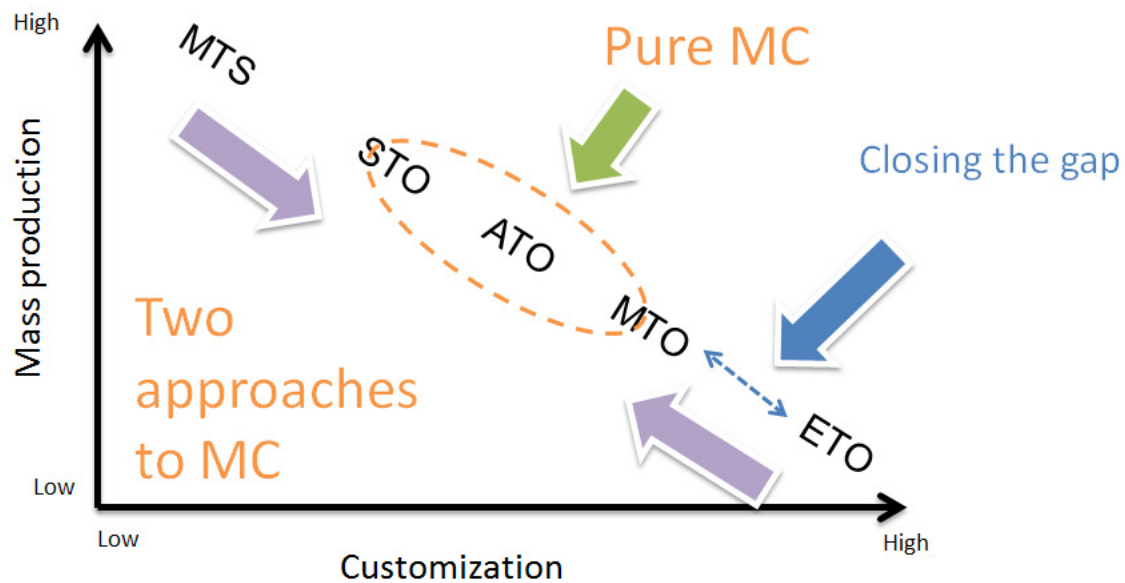 High
MTS
Pure MC
STO
Closing the gap
ATO
Mass production
MTO
Two
approaches
to MC
ETO
Low
Low
High
Customization